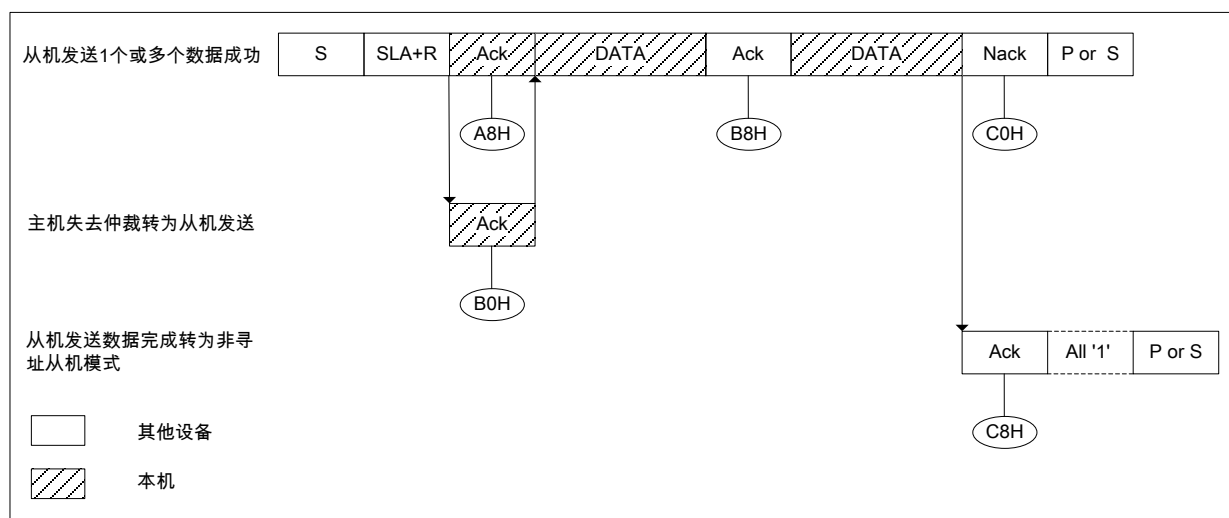 从机发送1个或多个数据成功
S SLA+R Ack DATA Ack DATA Nack P or S
A8H B8H C0H
主机失去仲裁转为从机发送
Ack
B0H
从机发送数据完成转为非寻
址从机模式
Ack All '1' P or S
C8H
其他设备
本机